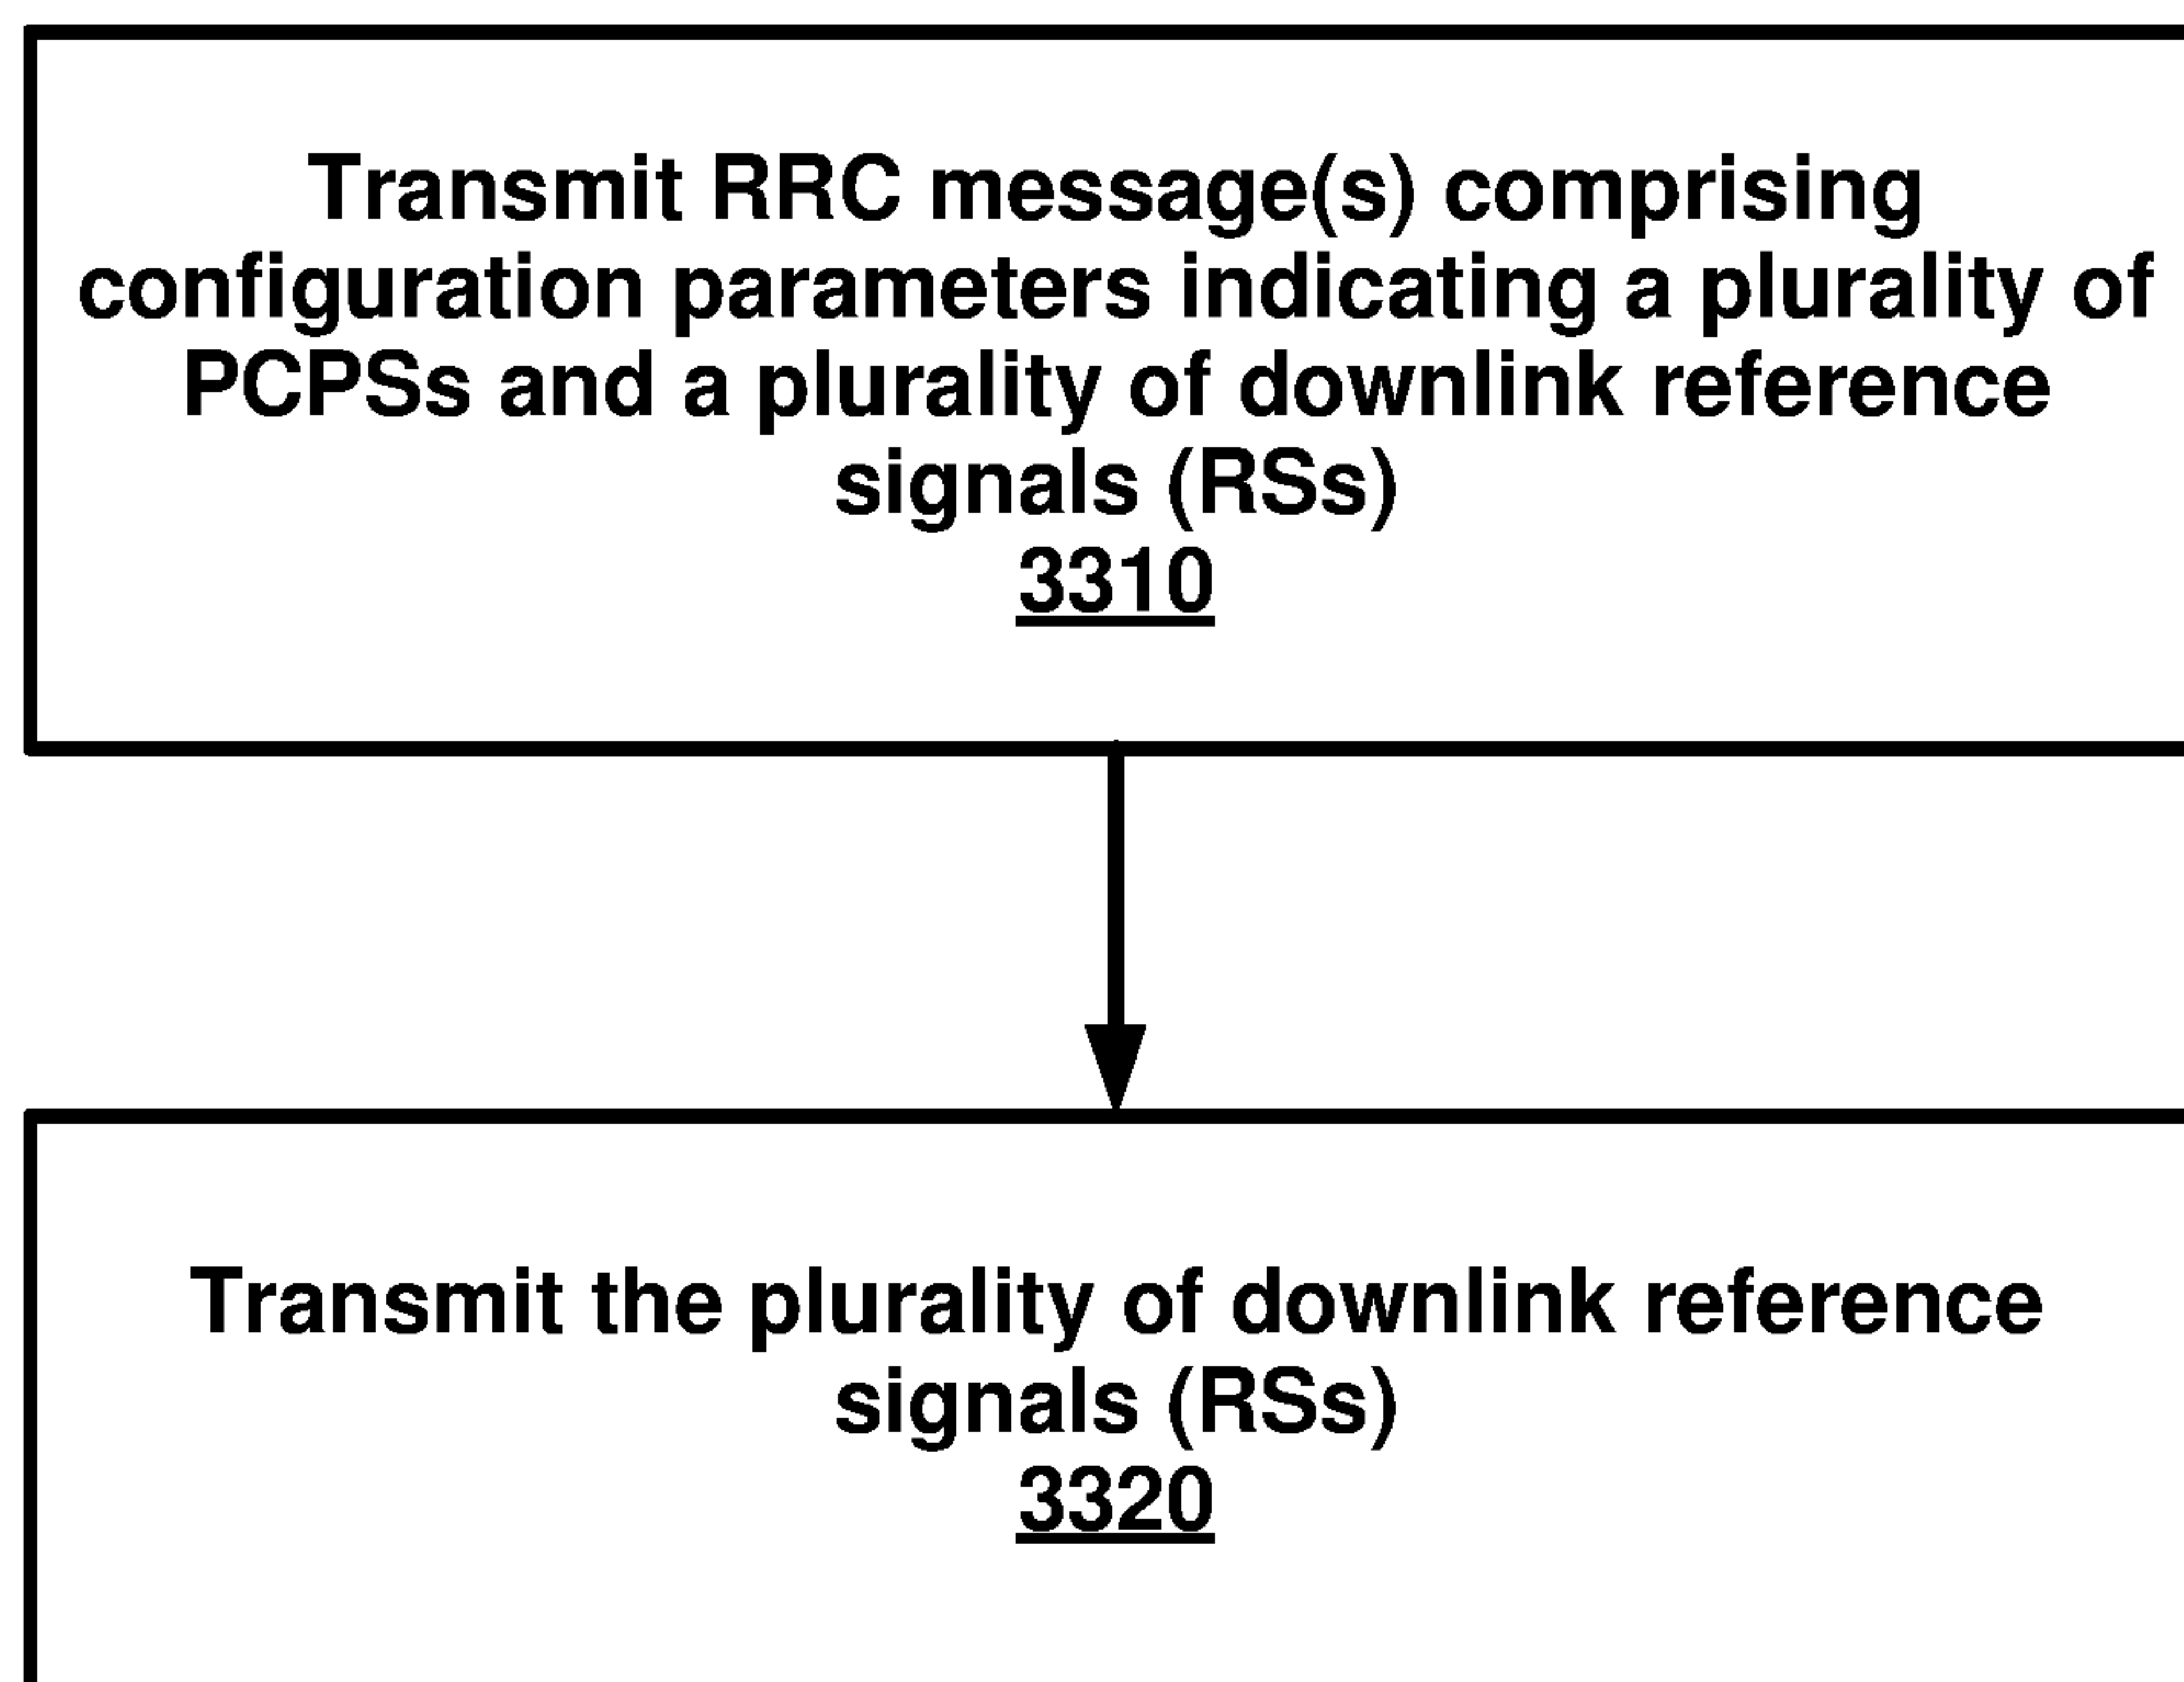 Transmit RRC message(s) comprising
configuration parameters indicating a plurality of
PCPSs and a plurality of downlink reference
signals (RSs)
3310
Transmit the plurality of downlink reference
signals (RSs)
3320